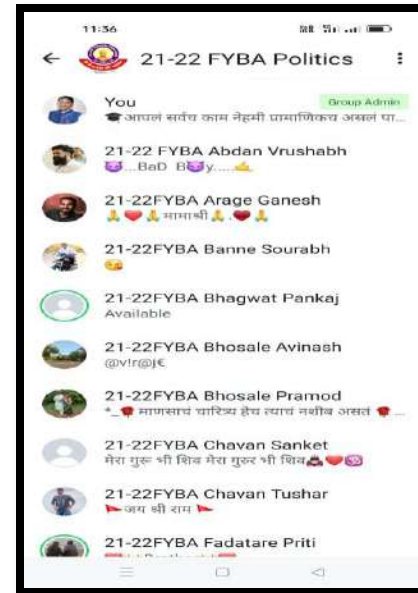 11:36
21-22 FYBA Politics
You
Group Admin
🎓आपलं सर्वच काम नेहमी प्रामाणिकच असलं पा...
21-22 FYBA Abdan Vrushabh
😈...BaD B😈y.....🤙
21-22FYBA Arage Ganesh
🙏❤️🙏मामाश्री🙏.❤️🙏
21-22FYBA Banne Sourabh
😘
21-22FYBA Bhagwat Pankaj
Available
21-22FYBA Bhosale Avinash
@v!r@j€
21-22FYBA Bhosale Pramod
*_🌹माणसाचं चारित्र्य हेच त्याचं नशीब असतं🌹...
21-22FYBA Chavan Sanket
मेरा गुरू भी शिव मेरा गुरुर भी शिव❤️🕉️
21-22FYBA Chavan Tushar
🚩जय श्री राम🚩
21-22FYBA Fadatare Priti